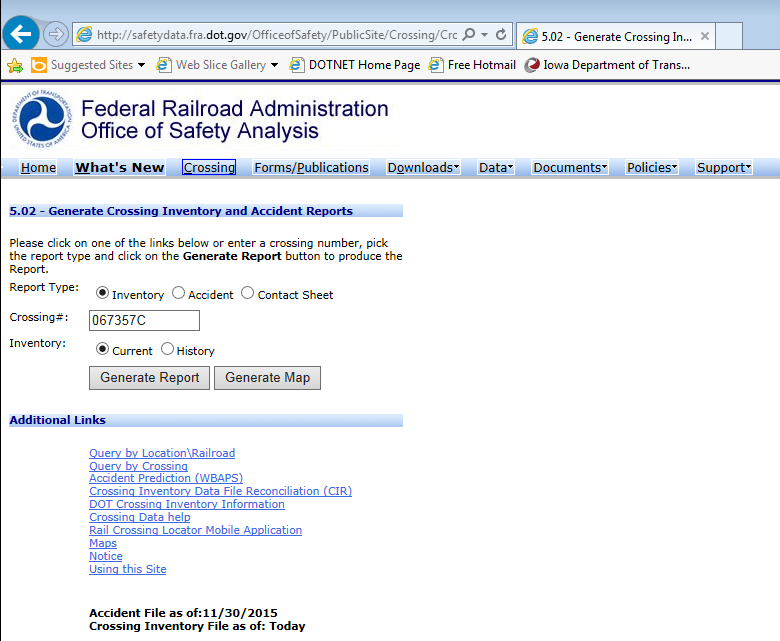 http://safetydata.fra.dot.gov/OfficeofSafety/PublicSite/Crossing/Crc
5.02 - Generate Crossing In...
Suggested Sites
Web Slice Gallery
DOTNET Home Page
Free Hotmail
Iowa Department of Trans...
DEPARTMENT OF TRANSPORTATION
UNITED STATES OF AMERICA
Federal Railroad Administration
Office of Safety Analysis
Home What's New Crossing Forms/Publications Downloads Data Documents Policies Support
5.02 - Generate Crossing Inventory and Accident Reports
Please click on one of the links below or enter a crossing number, pick
the report type and click on the Generate Report button to produce the
Report.
Report Type: Inventory Accident Contact Sheet
Crossing#: 067357C
Inventory: Current History
Generate Report Generate Map
Additional Links
Query by Location\Railroad
Query by Crossing
Accident Prediction (WBAPS)
Crossing Inventory Data File Reconciliation (CIR)
DOT Crossing Inventory Information
Crossing Data help
Rail Crossing Locator Mobile Application
Maps
Notice
Using this Site
Accident File as of:11/30/2015
Crossing Inventory File as of: Today